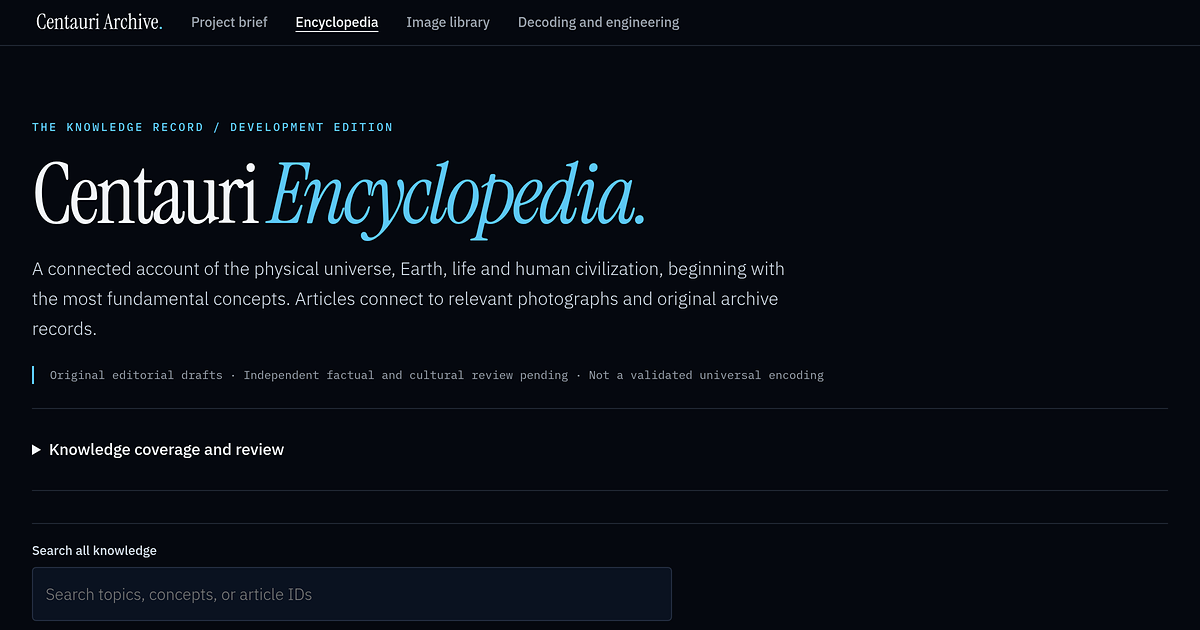 Centauri Archive. Project brief Encyclopedia Image library Decoding and engineering
THE KNOWLEDGE RECORD / DEVELOPMENT EDITION
Centauri Encyclopedia.
A connected account of the physical universe, Earth, life and human civilization, beginning with
the most fundamental concepts. Articles connect to relevant photographs and original archive
records.
Original editorial drafts · Independent factual and cultural review pending · Not a validated universal encoding
Knowledge coverage and review
Search all knowledge
Search topics, concepts, or article IDs